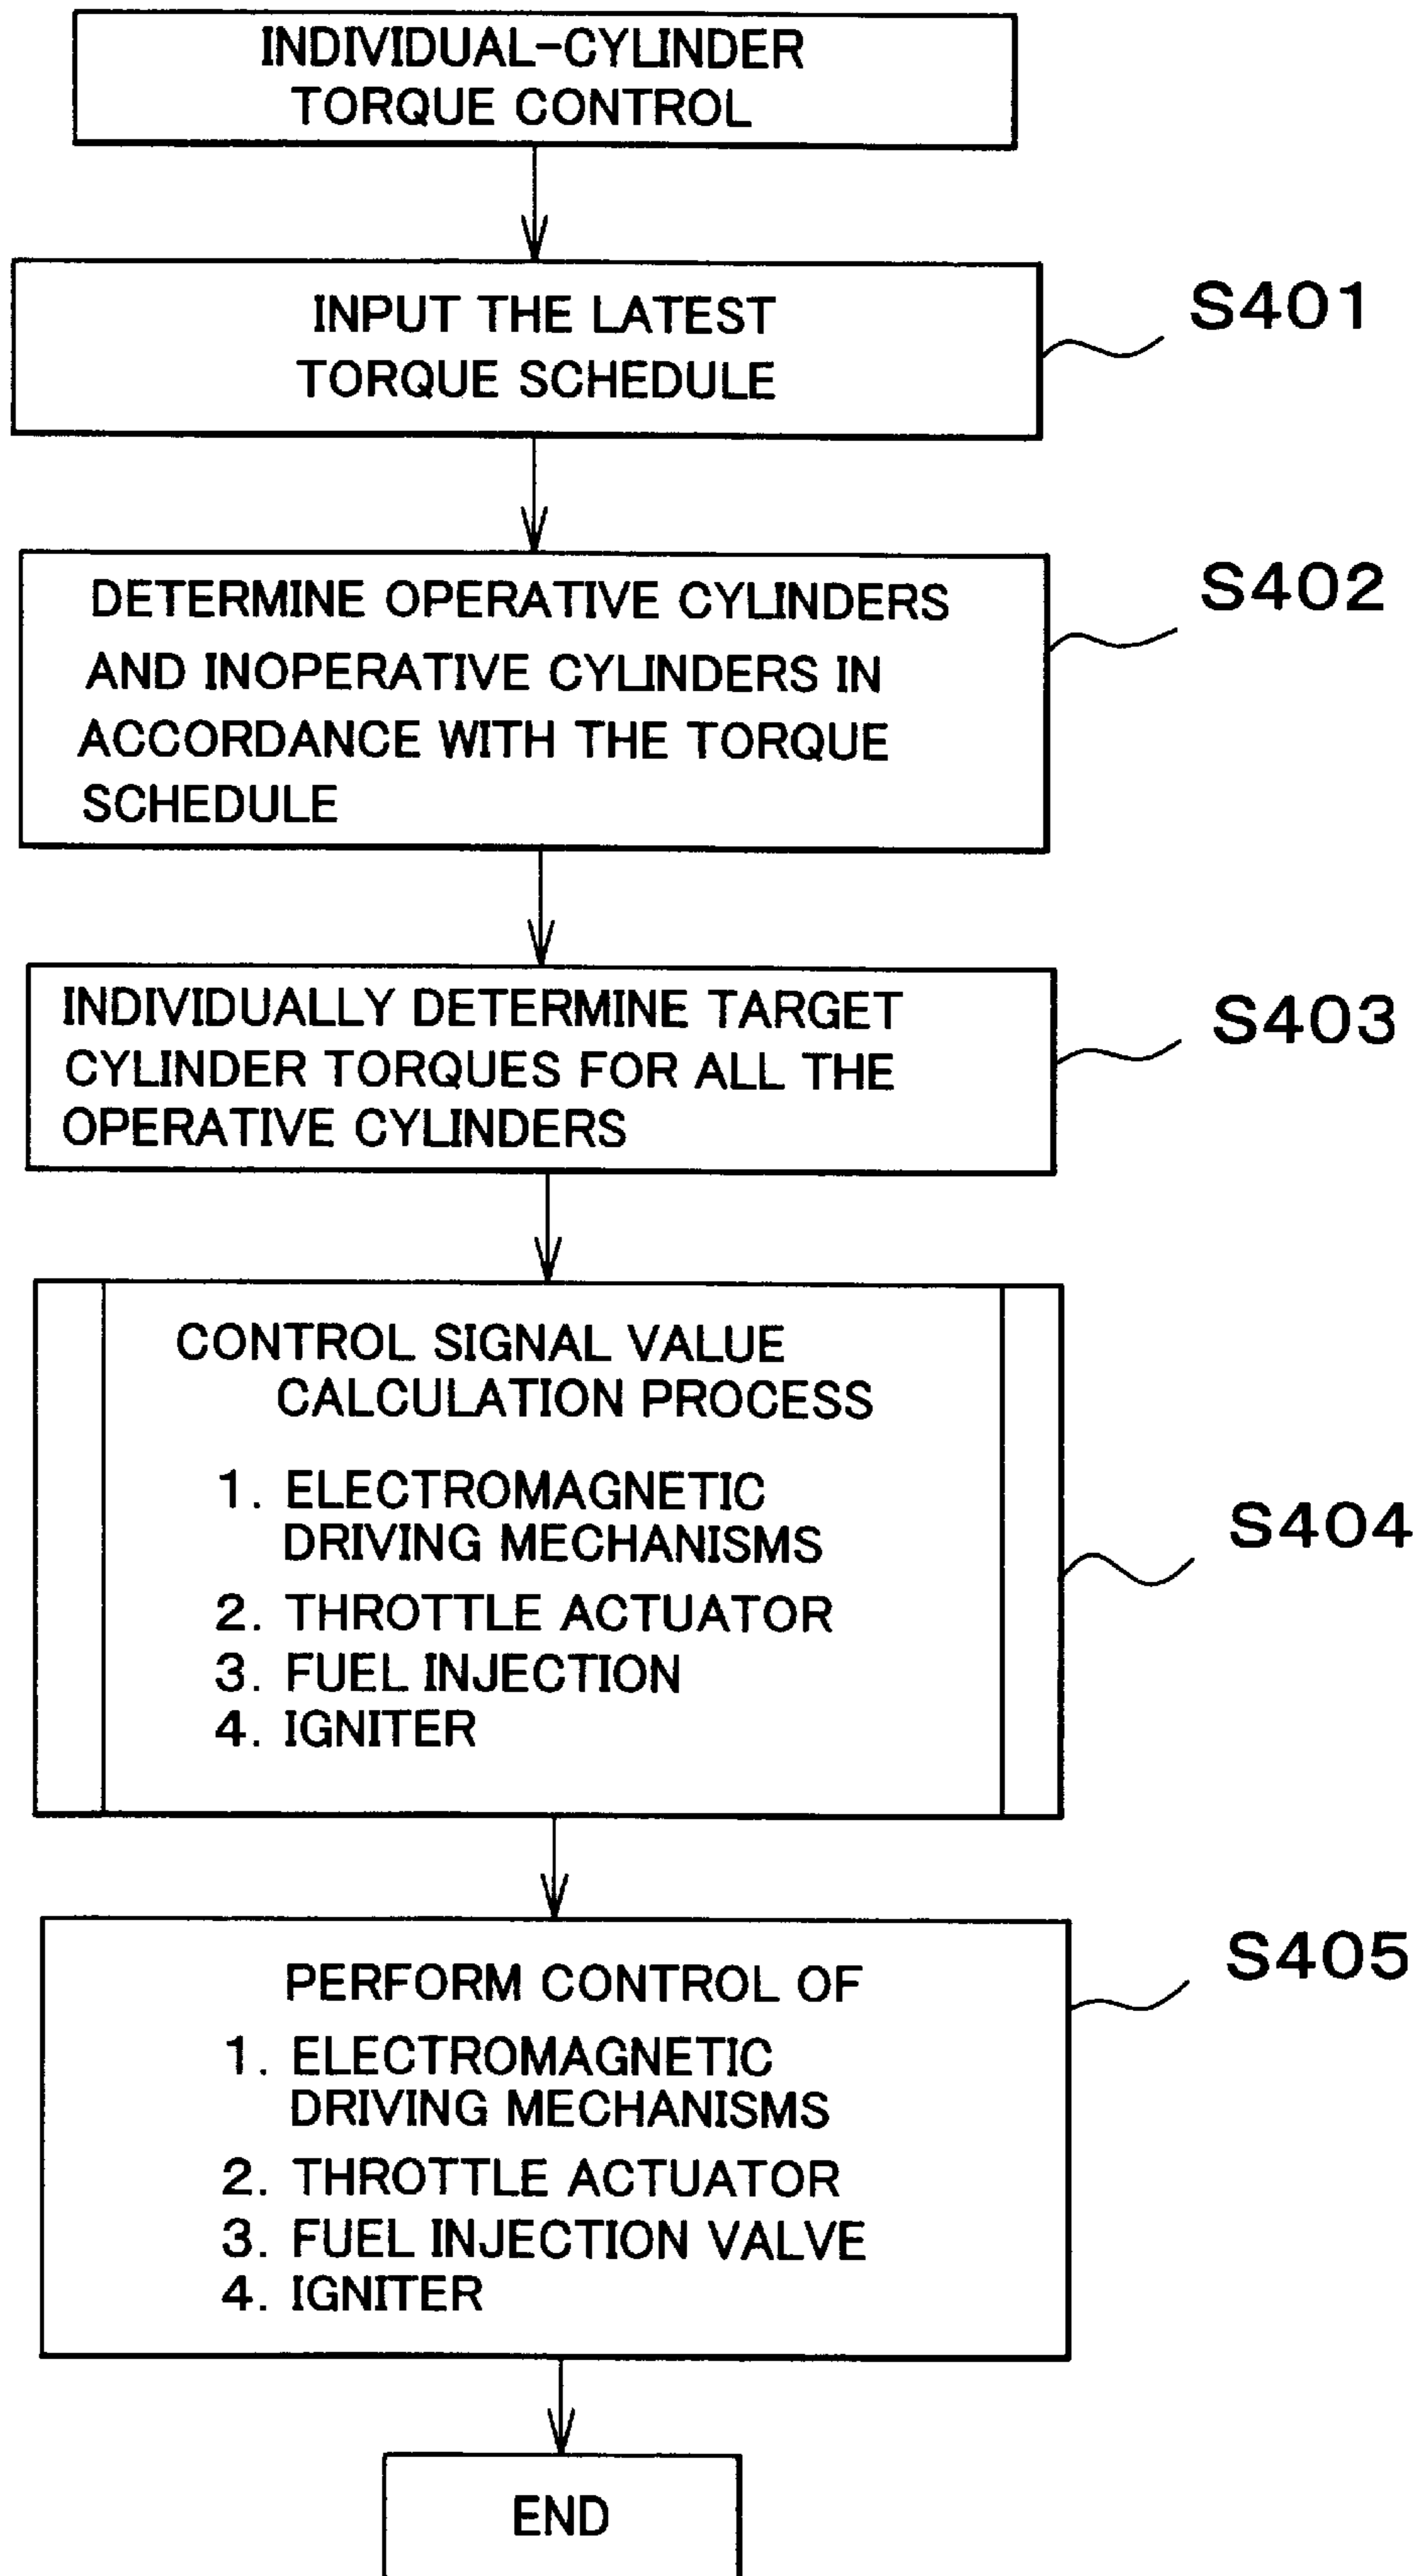 INDIVIDUAL-CYLINDER
TORQUE CONTROL
INPUT THE LATEST
TORQUE SCHEDULE
S401
DETERMINE OPERATIVE CYLINDERS
AND INOPERATIVE CYLINDERS IN
ACCORDANCE WITH THE TORQUE
SCHEDULE
S402
INDIVIDUALLY DETERMINE TARGET
CYLINDER TORQUES FOR ALL THE
OPERATIVE CYLINDERS
S403
CONTROL SIGNAL VALUE
CALCULATION PROCESS
1. ELECTROMAGNETIC
DRIVING MECHANISMS
2. THROTTLE ACTUATOR
3. FUEL INJECTION
4. IGNITER
S404
PERFORM CONTROL OF
1. ELECTROMAGNETIC
DRIVING MECHANISMS
2. THROTTLE ACTUATOR
3. FUEL INJECTION VALVE
4. IGNITER
S405
END